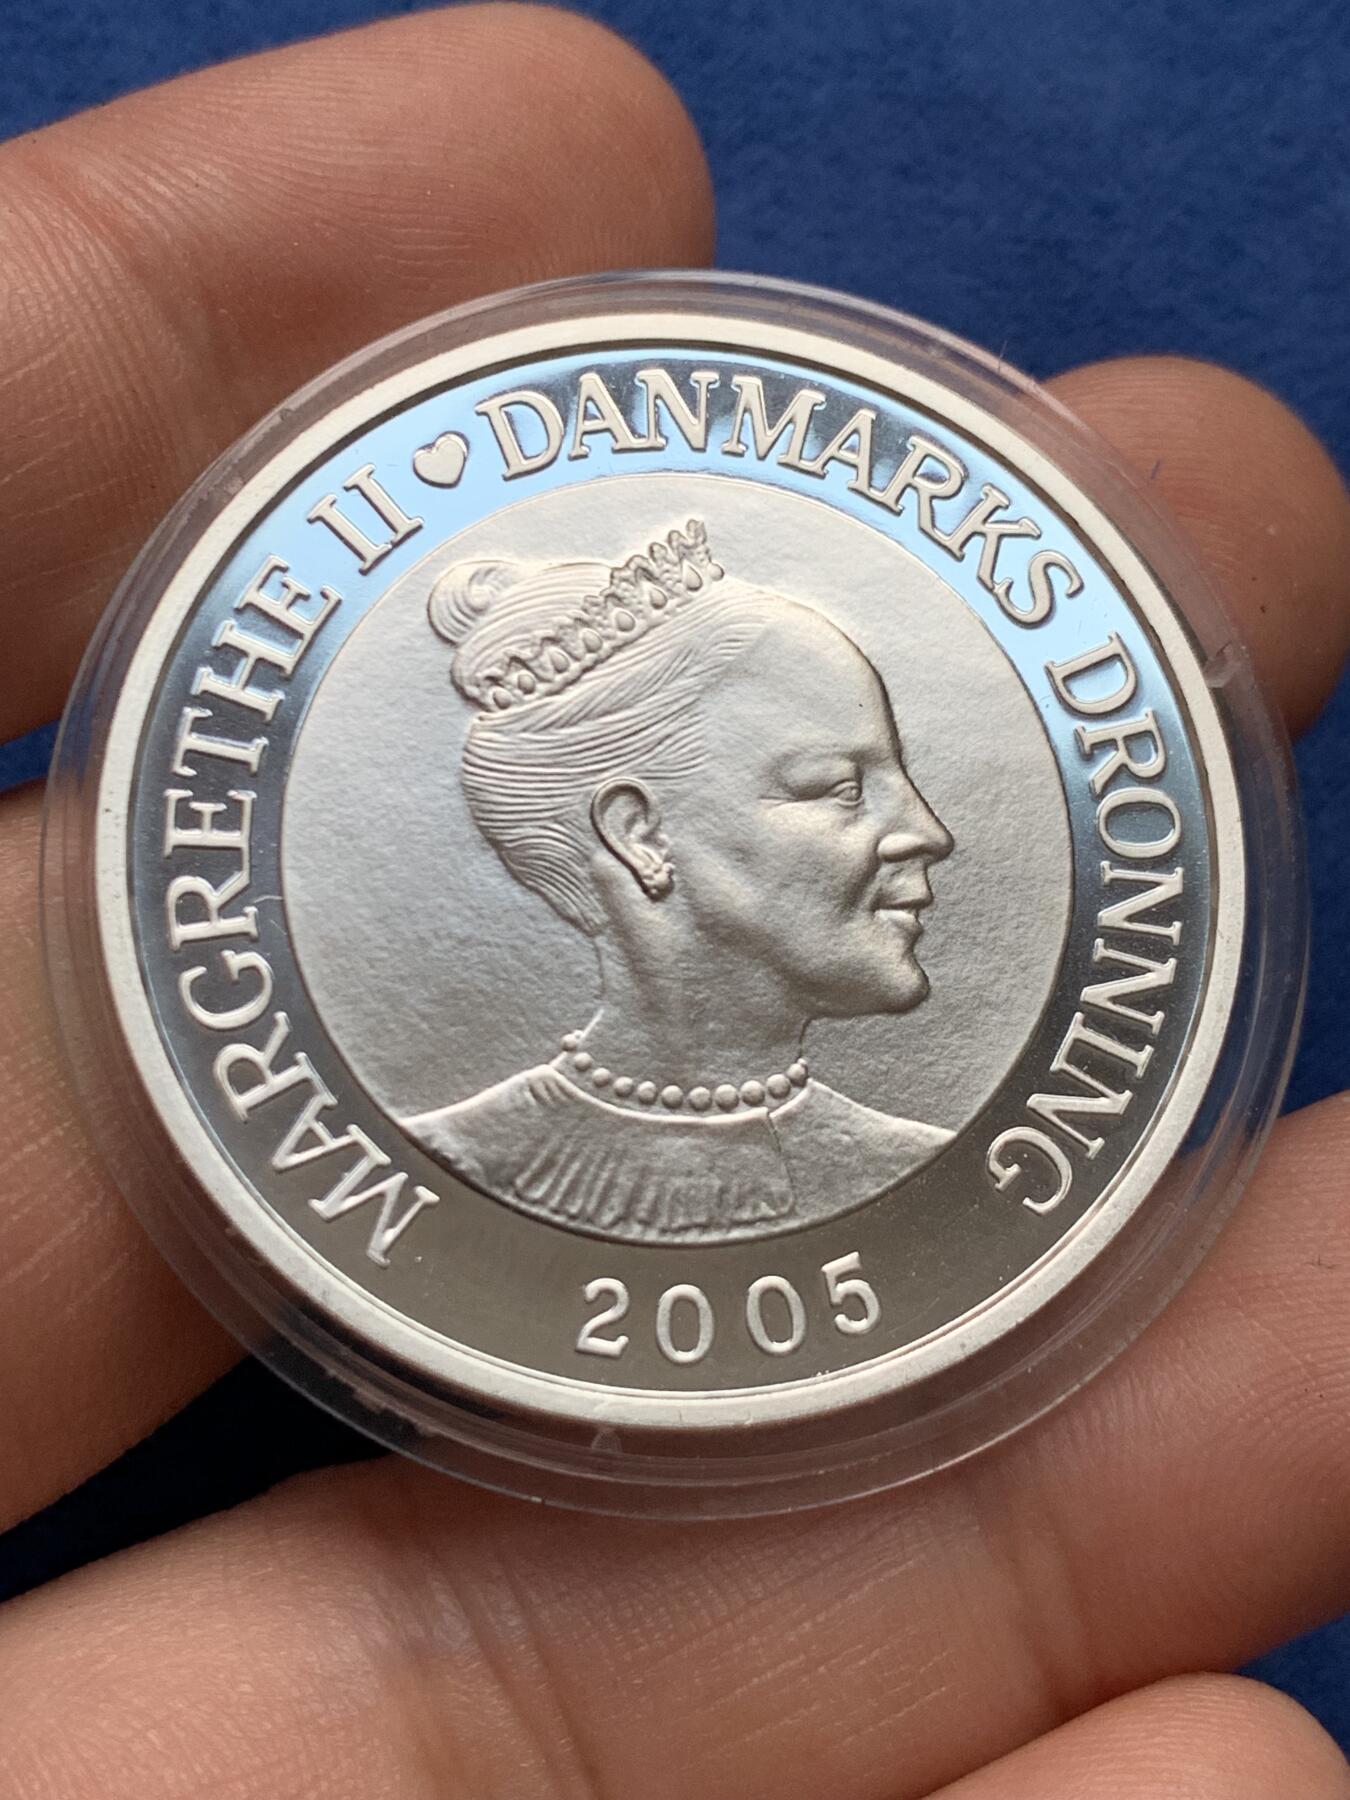 MARGRETHE II ♥ DANMARKS DRONNING
2005